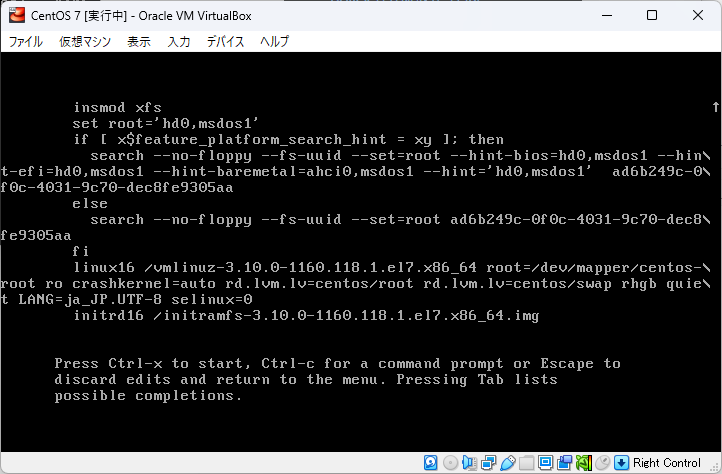 CentOS 7 [実行中] - Oracle VM VirtualBox
ファイル 仮想マシン 表示 入力 デバイス ヘルプ
insmod xfs ↑
set root='hd0,msdos1'
if [ x$feature_platform_search_hint = xy ]; then
search --no-floppy --fs-uuid --set=root --hint-bios=hd0,msdos1 --hin\
t-efi=hd0,msdos1 --hint-baremetal=ahci0,msdos1 --hint='hd0,msdos1'  ad6b249c-0\
f0c-4031-9c70-dec8fe9305aa
else
search --no-floppy --fs-uuid --set=root ad6b249c-0f0c-4031-9c70-dec8\
fe9305aa
fi
linux16 /vmlinuz-3.10.0-1160.118.1.el7.x86_64 root=/dev/mapper/centos-\
root ro crashkernel=auto rd.lvm.lv=centos/root rd.lvm.lv=centos/swap rhgb quie\
t LANG=ja_JP.UTF-8 selinux=0
initrd16 /initramfs-3.10.0-1160.118.1.el7.x86_64.img
Press Ctrl-x to start, Ctrl-c for a command prompt or Escape to
discard edits and return to the menu. Pressing Tab lists
possible completions.
Right Control